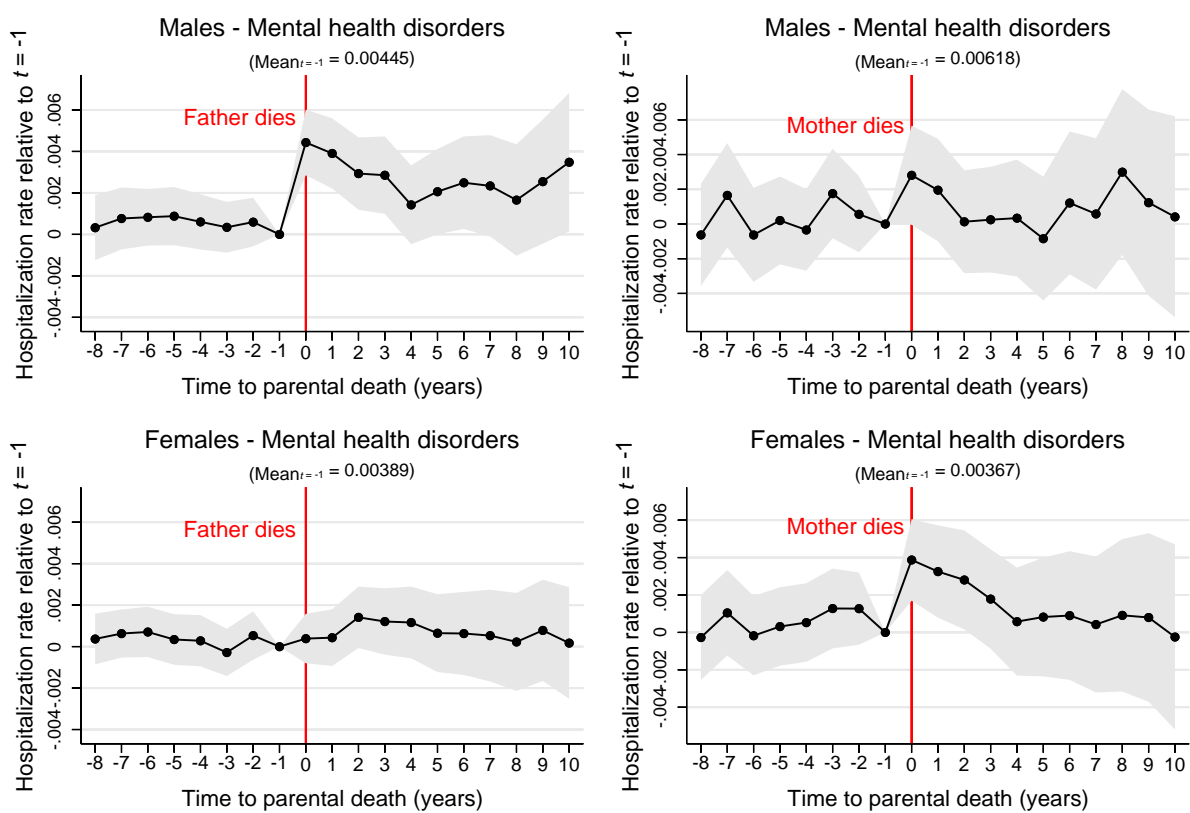 Males - Mental health disorders
(Mean t = -1 = 0.00445)
Hospitalization rate relative to t = -1
.006
.004
.002
0
-.002
-.004
Father dies
-8 -7 -6 -5 -4 -3 -2 -1 0 1 2 3 4 5 6 7 8 9 10
Time to parental death (years)
Males - Mental health disorders
(Mean t = -1 = 0.00618)
Hospitalization rate relative to t = -1
.006
.004
.002
0
-.002
-.004
Mother dies
-8 -7 -6 -5 -4 -3 -2 -1 0 1 2 3 4 5 6 7 8 9 10
Time to parental death (years)
Females - Mental health disorders
(Mean t = -1 = 0.00389)
Hospitalization rate relative to t = -1
.006
.004
.002
0
-.002
-.004
Father dies
-8 -7 -6 -5 -4 -3 -2 -1 0 1 2 3 4 5 6 7 8 9 10
Time to parental death (years)
Females - Mental health disorders
(Mean t = -1 = 0.00367)
Hospitalization rate relative to t = -1
.006
.004
.002
0
-.002
-.004
Mother dies
-8 -7 -6 -5 -4 -3 -2 -1 0 1 2 3 4 5 6 7 8 9 10
Time to parental death (years)